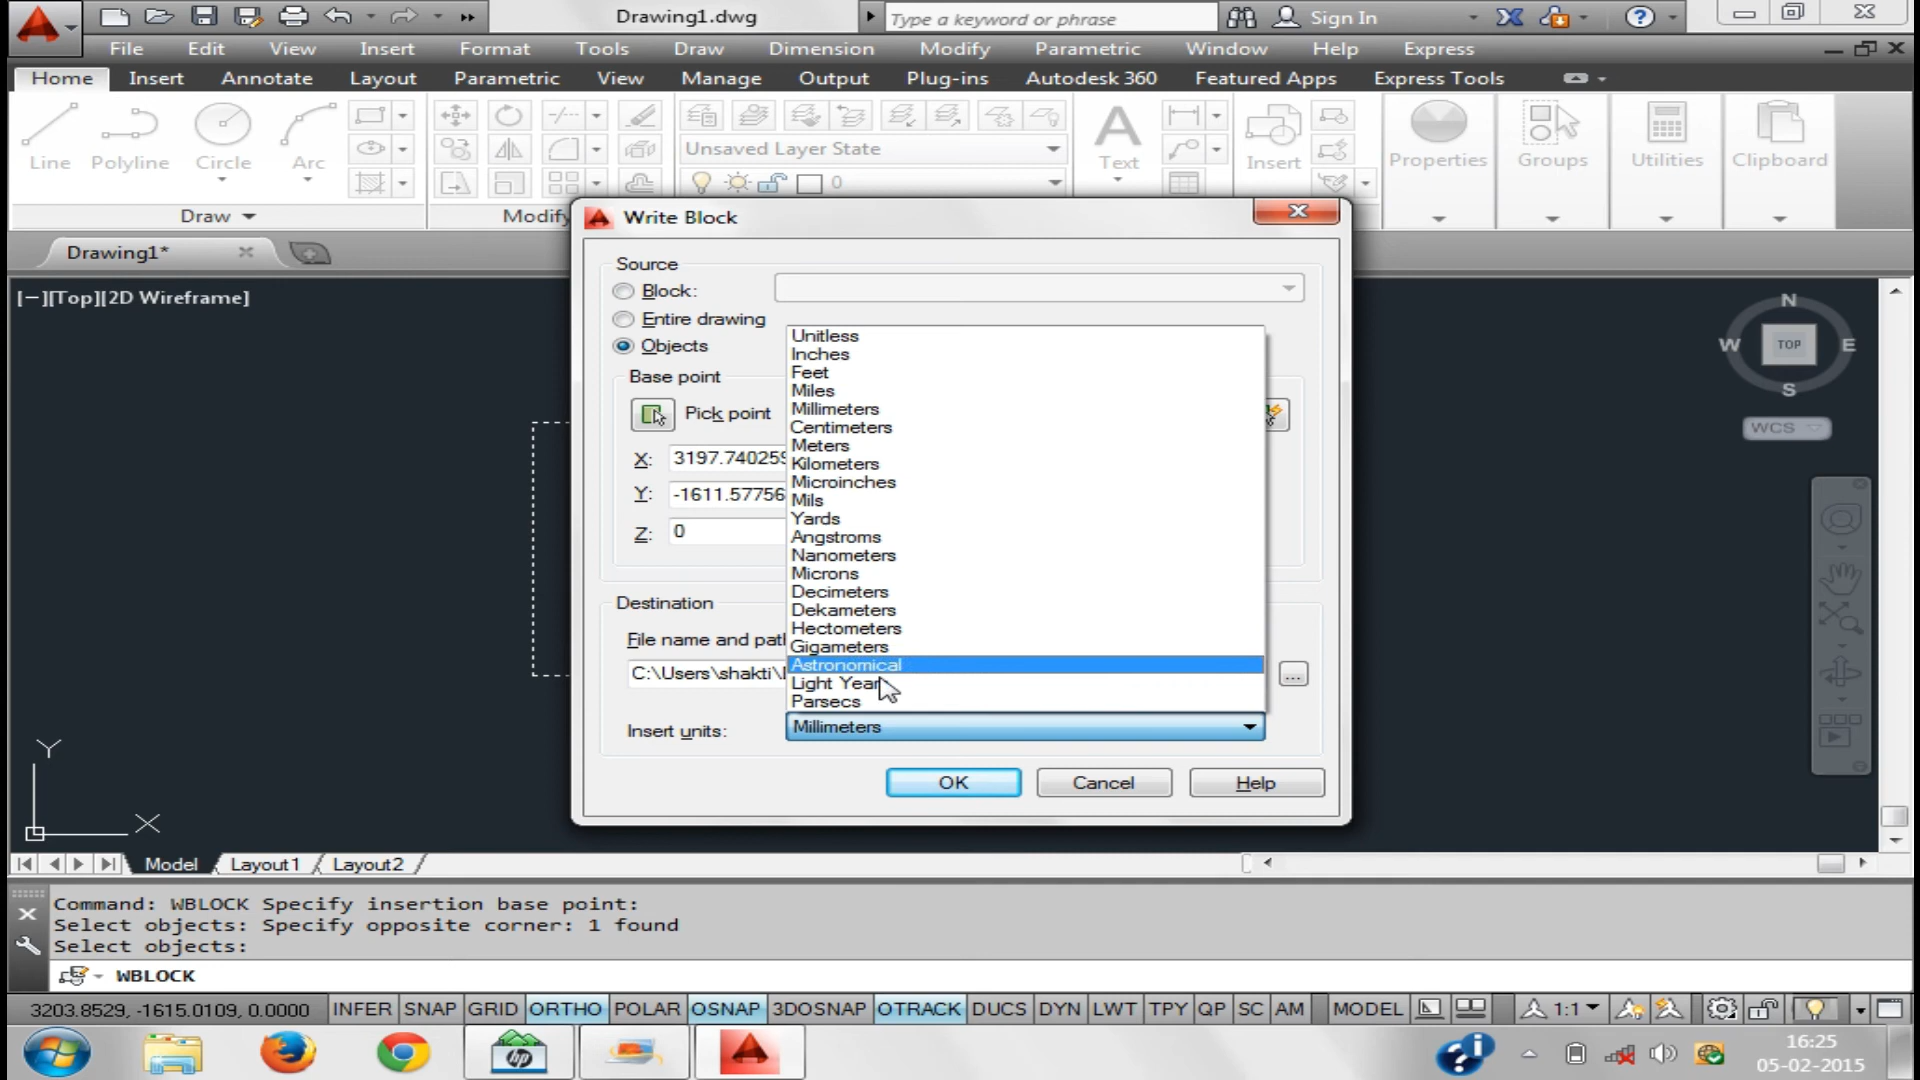 Drawing1.dwg
Type a keyword or phrase
Sign In
File Edit View Insert Format Tools Draw Dimension Modify Parametric Window Help Express
Home Insert Annotate Layout Parametric View Manage Output Plug-ins Autodesk 360 Featured Apps Express Tools
Unsaved Layer State
Line Polyline Circle Arc Text Insert Properties Groups Utilities Clipboard
0
Draw Modify
Drawing1*
[−][Top][2D Wireframe]
N
W TOP E
S
WCS
Write Block
Source
Block:
Entire drawing
Objects
Base point
Pick point
X: 3197.740259
Y: -1611.57756
Z: 0
Unitless
Inches
Feet
Miles
Millimeters
Centimeters
Meters
Kilometers
Microinches
Mils
Yards
Angstroms
Nanometers
Microns
Decimeters
Dekameters
Hectometers
Gigameters
Astronomical
Light Year
Parsecs
Destination
File name and path
C:\Users\shakti\
...
Insert units: Millimeters
OK Cancel Help
Y
X
Model Layout1 Layout2
Command: WBLOCK Specify insertion base point:
Select objects: Specify opposite corner: 1 found
Select objects:
WBLOCK
3203.8529, -1615.0109, 0.0000 INFER SNAP GRID ORTHO POLAR OSNAP 3DOSNAP OTRACK DUCS DYN LWT TPY QP SC AM MODEL 1:1
hp
16:25
05-02-2015